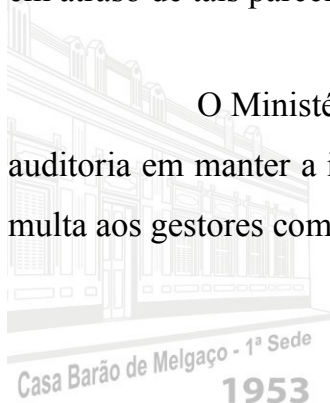 em atraso de tais parcel
O Ministé
auditoria em manter a i
multa aos gestores com
Casa Barão de Melgaço - 1ª Sede
1953